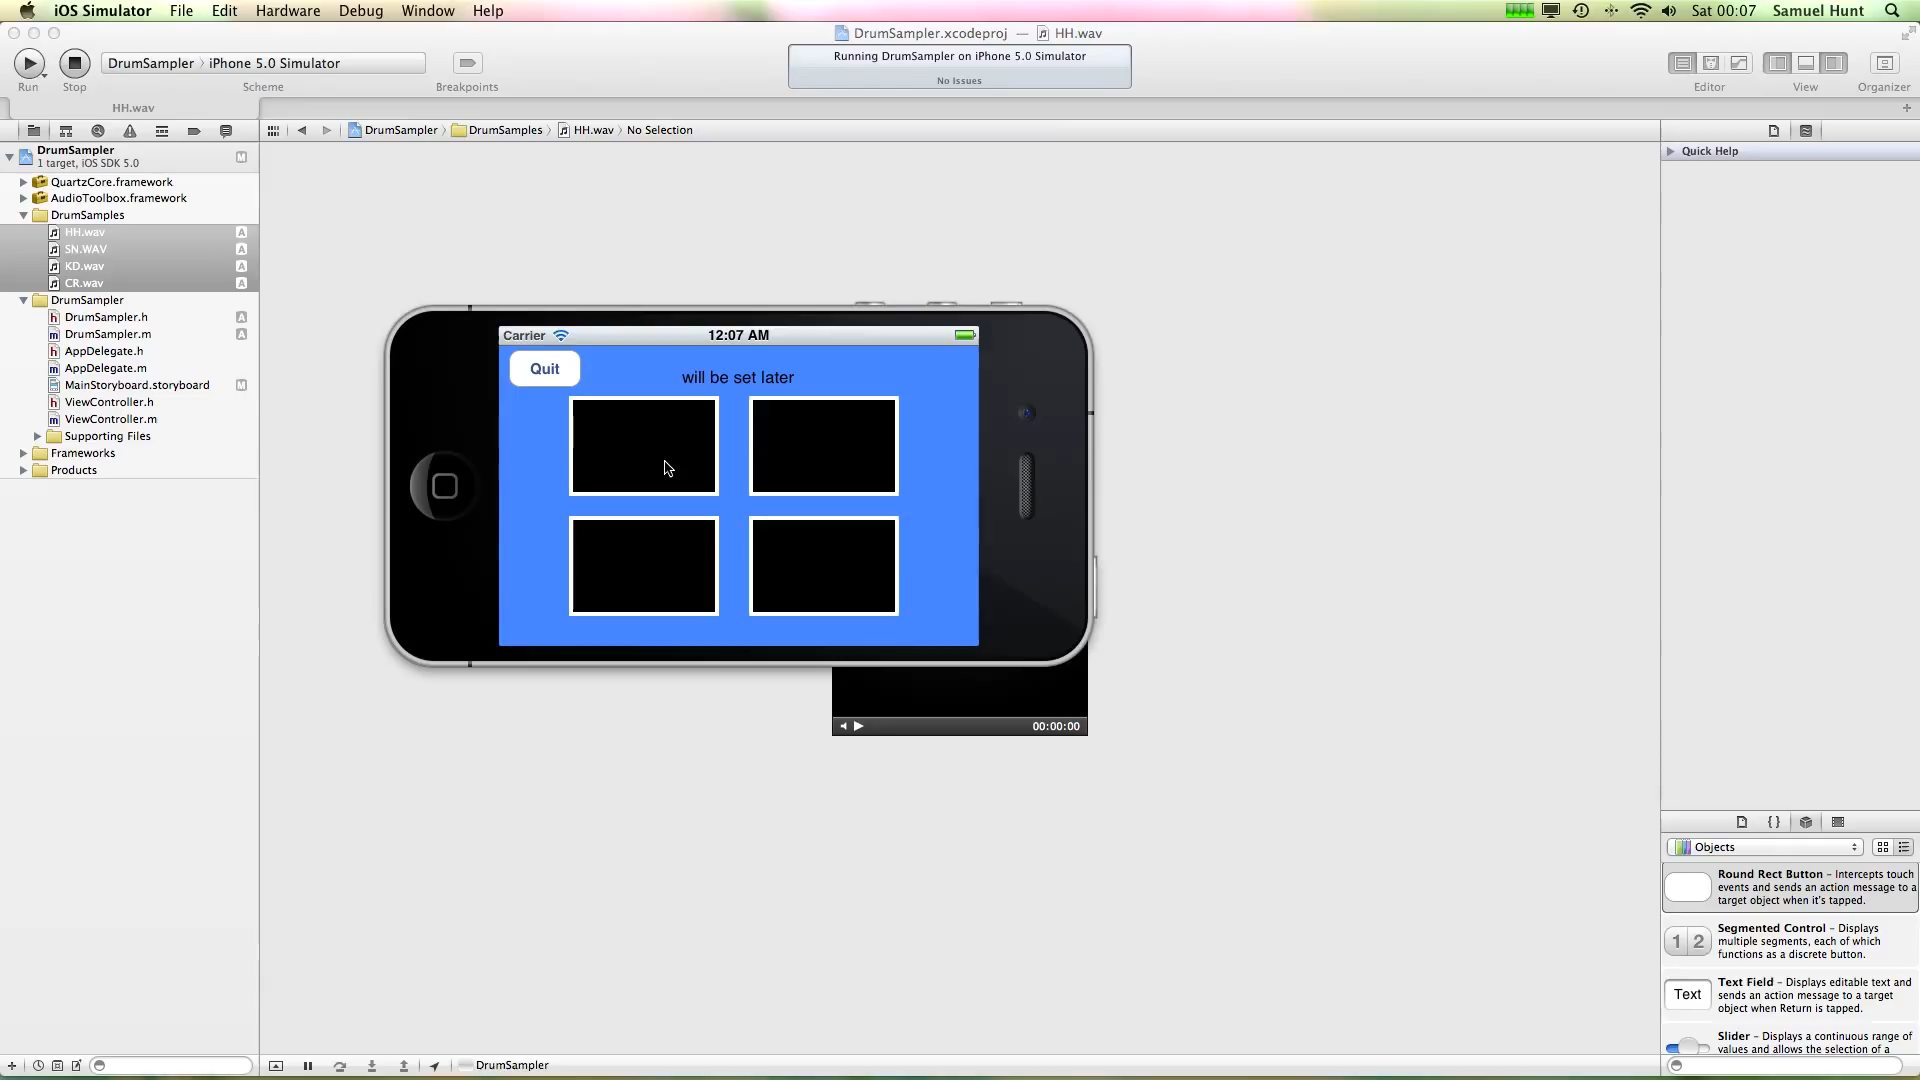 iOS Simulator File Edit Hardware Debug Window Help Sat 00:07 Samuel Hunt
DrumSampler.xcodeproj — HH.wav
DrumSampler › iPhone 5.0 Simulator
Running DrumSampler on iPhone 5.0 Simulator
No Issues
Run Stop Scheme Breakpoints Editor View Organizer
HH.wav
DrumSampler › DrumSamples › HH.wav › No Selection
DrumSampler M
1 target, iOS SDK 5.0
QuartzCore.framework
AudioToolbox.framework
DrumSamples
HH.wav A
SN.WAV A
KD.wav A
CR.wav A
DrumSampler
h DrumSampler.h A
m DrumSampler.m A
h AppDelegate.h
m AppDelegate.m
MainStoryboard.storyboard M
h ViewController.h
m ViewController.m
Supporting Files
Frameworks
Products
Carrier 12:07 AM
Quit
will be set later
00:00:00
Quick Help
{ }
Objects
Round Rect Button – Intercepts touch
events and sends an action message to a
target object when it's tapped.
1 2
Segmented Control – Displays
multiple segments, each of which
functions as a discrete button.
Text
Text Field – Displays editable text and
sends an action message to a target
object when Return is tapped.
Slider – Displays a continuous range of
values and allows the selection of a
DrumSampler